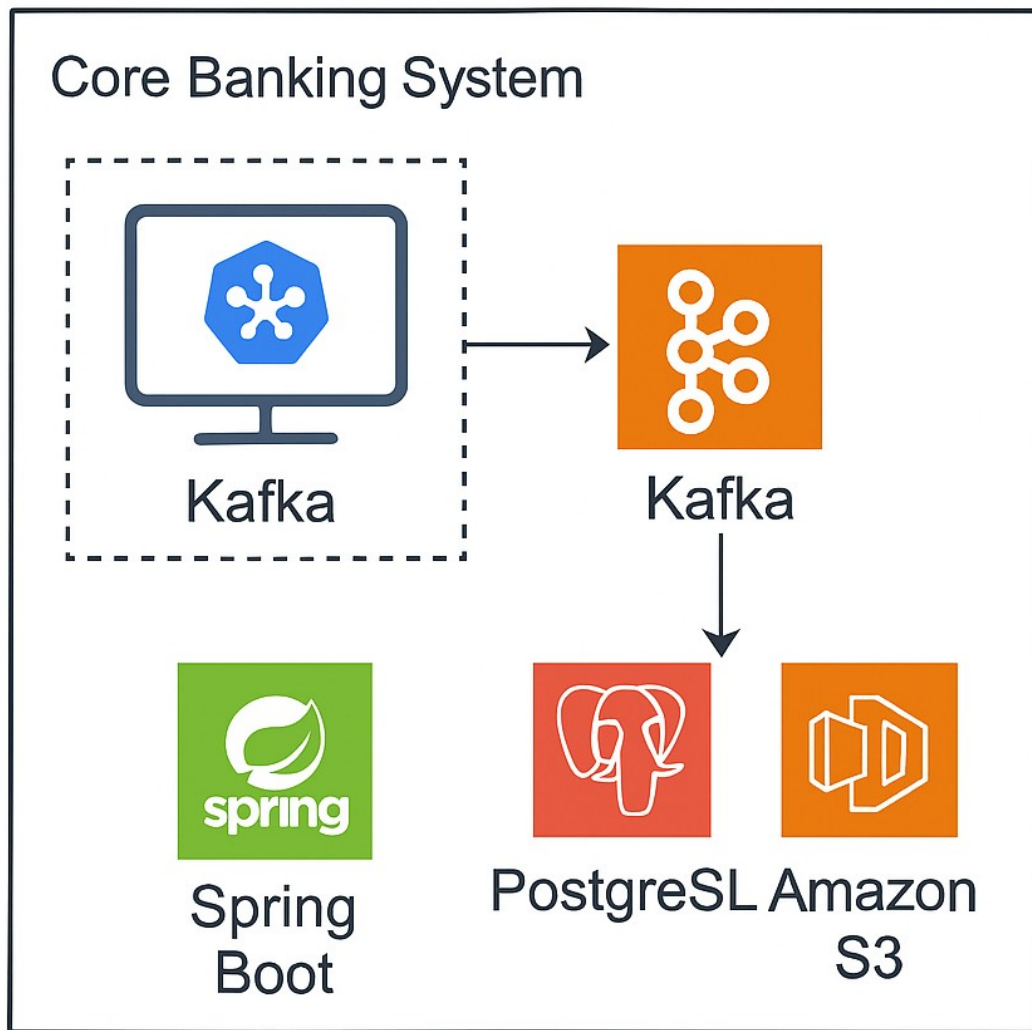 Core Banking System
Kafka
Kafka
spring
Spring
Boot
PostgreSL Amazon
S3